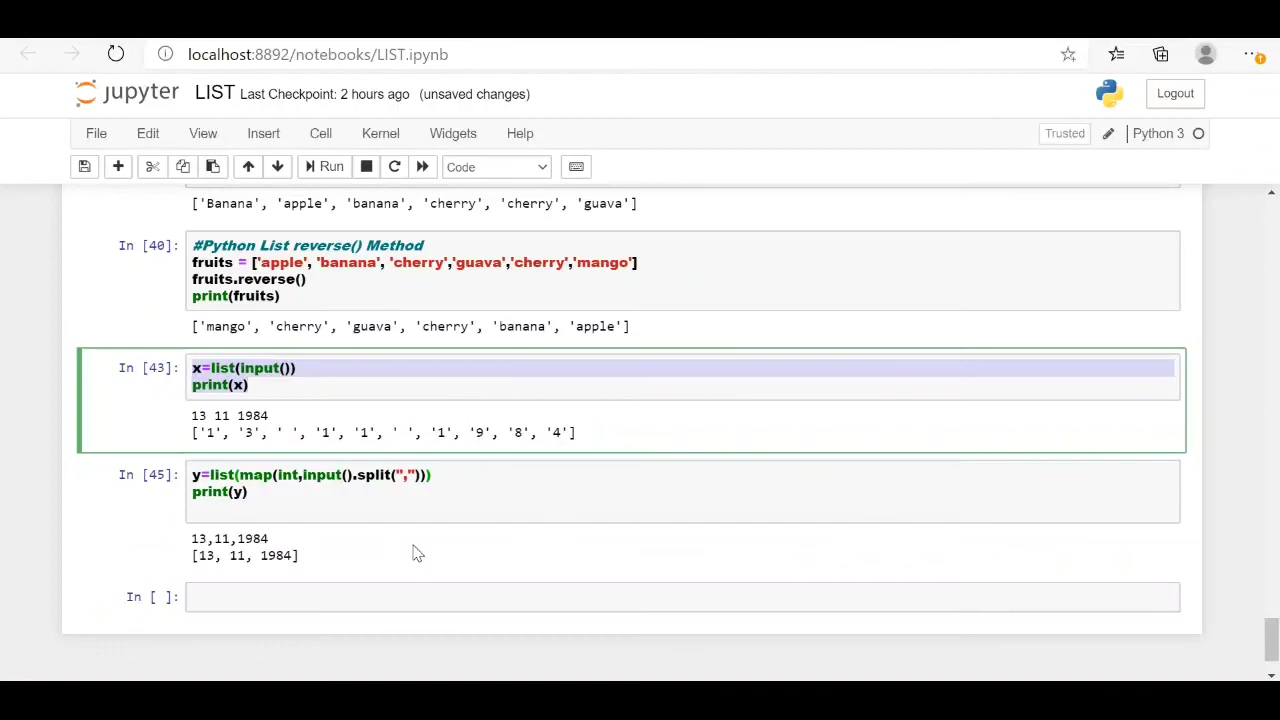 localhost:8892/notebooks/LIST.ipynb
jupyter LIST Last Checkpoint: 2 hours ago (unsaved changes) Logout
File Edit View Insert Cell Kernel Widgets Help Trusted Python 3
Run Code
['Banana', 'apple', 'banana', 'cherry', 'cherry', 'guava']
In [40]: #Python List reverse() Method
fruits = ['apple', 'banana', 'cherry','guava','cherry','mango']
fruits.reverse()
print(fruits)
['mango', 'cherry', 'guava', 'cherry', 'banana', 'apple']
In [43]: x=list(input())
print(x)
13 11 1984
['1', '3', ' ', '1', '1', ' ', '1', '9', '8', '4']
In [45]: y=list(map(int,input().split(",")))
print(y)
13,11,1984
[13, 11, 1984]
In [ ]: